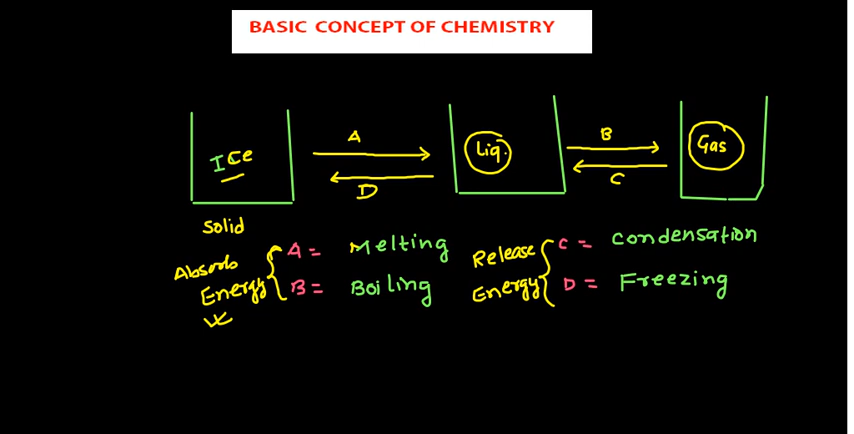 BASIC CONCEPT OF CHEMISTRY
Ice
A
D
Liq.
B
C
Gas
Solid
Absorb Energy
A = Melting
B = Boiling
Release Energy
C = Condensation
D = Freezing